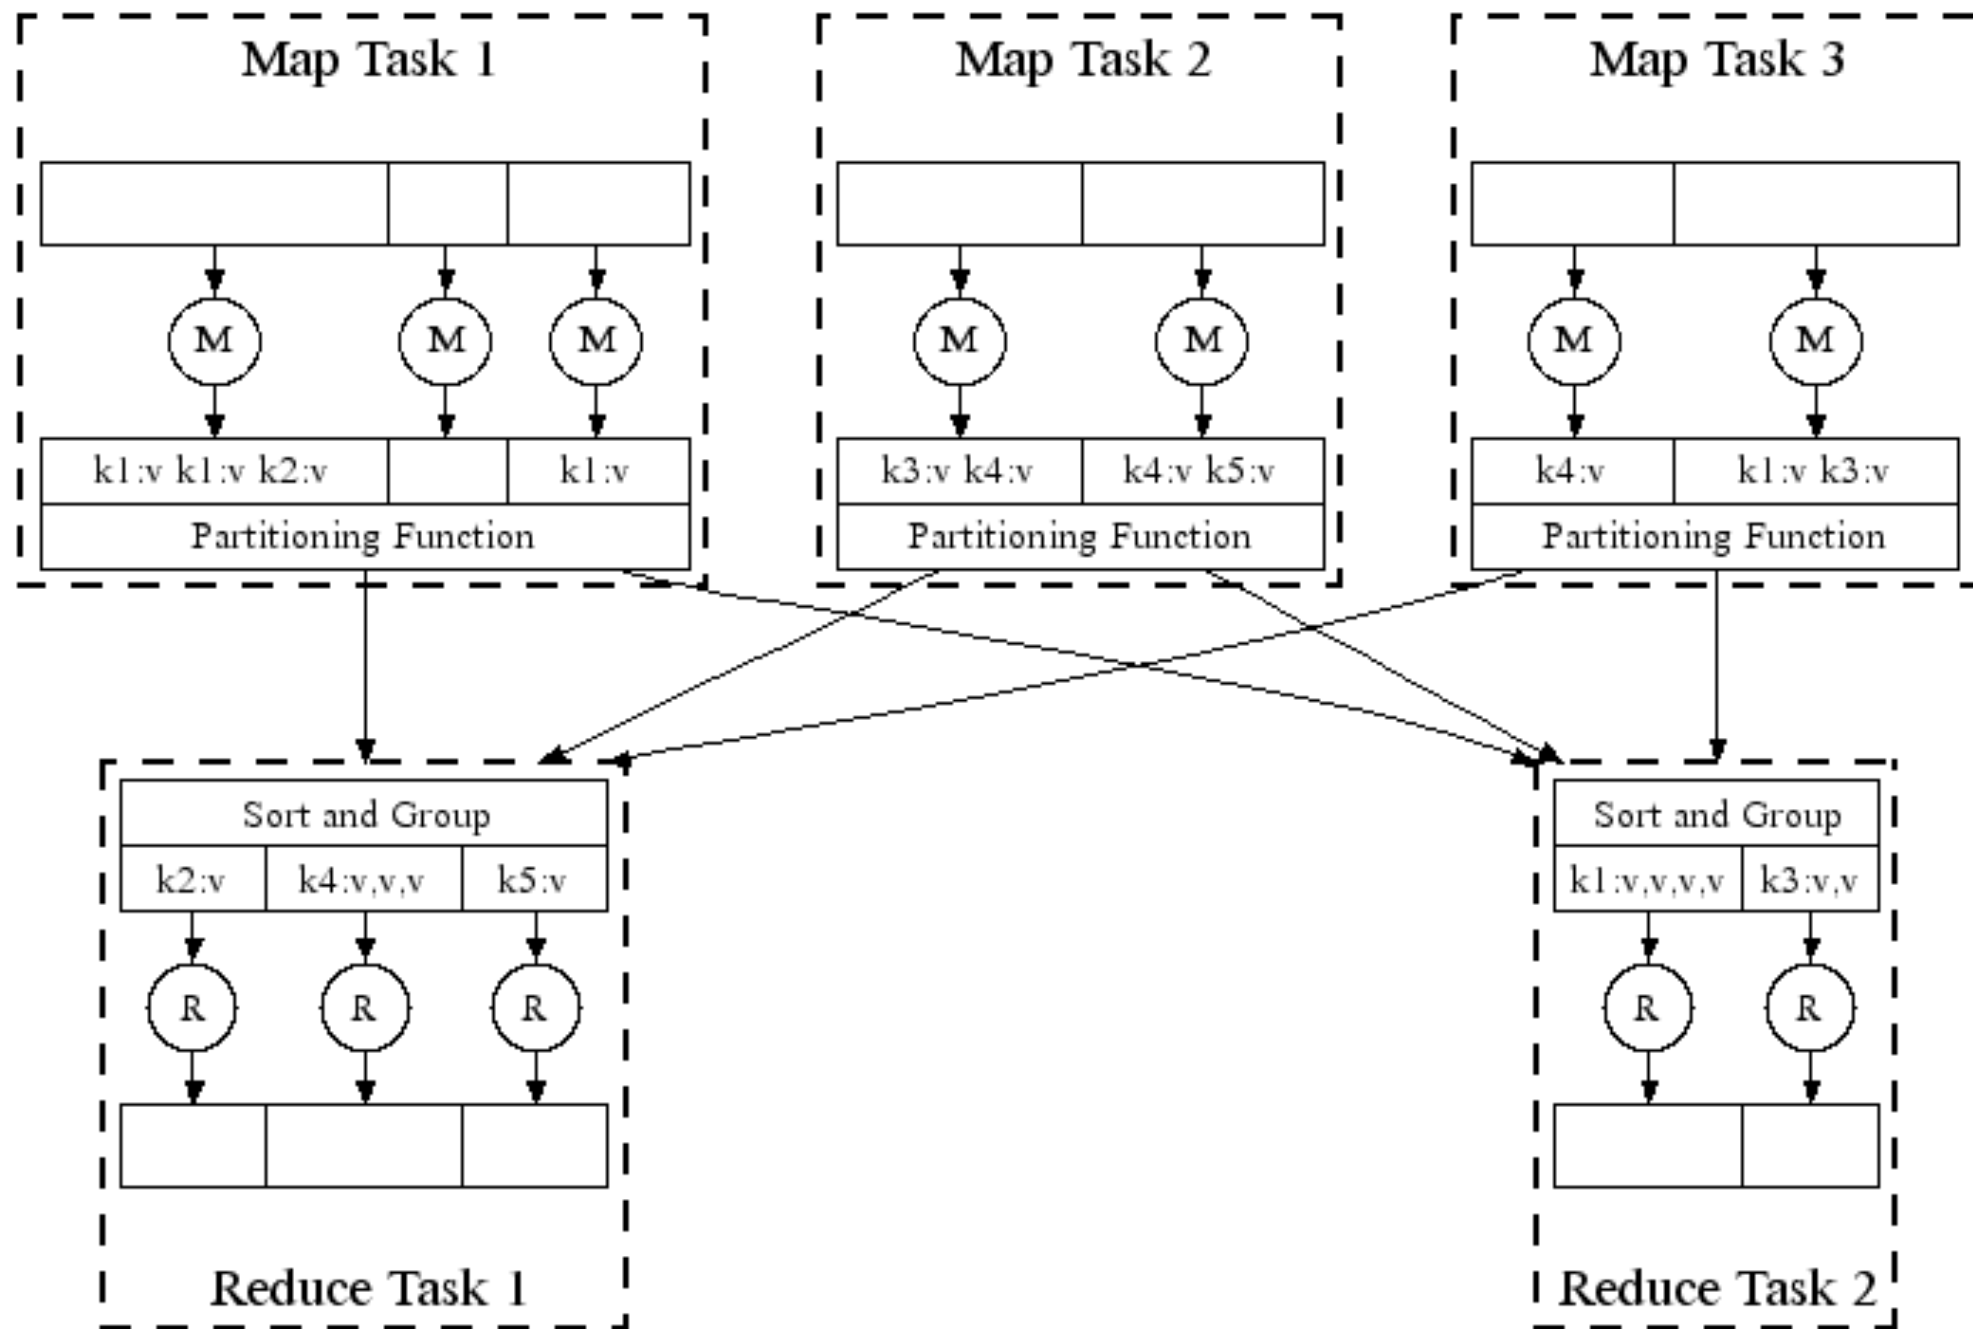 Map Task 1
Map Task 2
Map Task 3
M
M
M
M
M
M
M
k1:v k1:v k2:v
k1:v
k3:v k4:v
k4:v k5:v
k4:v
k1:v k3:v
Partitioning Function
Partitioning Function
Partitioning Function
Sort and Group
k2:v
k4:v,v,v
k5:v
R
R
R
Reduce Task 1
Sort and Group
k1:v,v,v,v
k3:v,v
R
R
Reduce Task 2